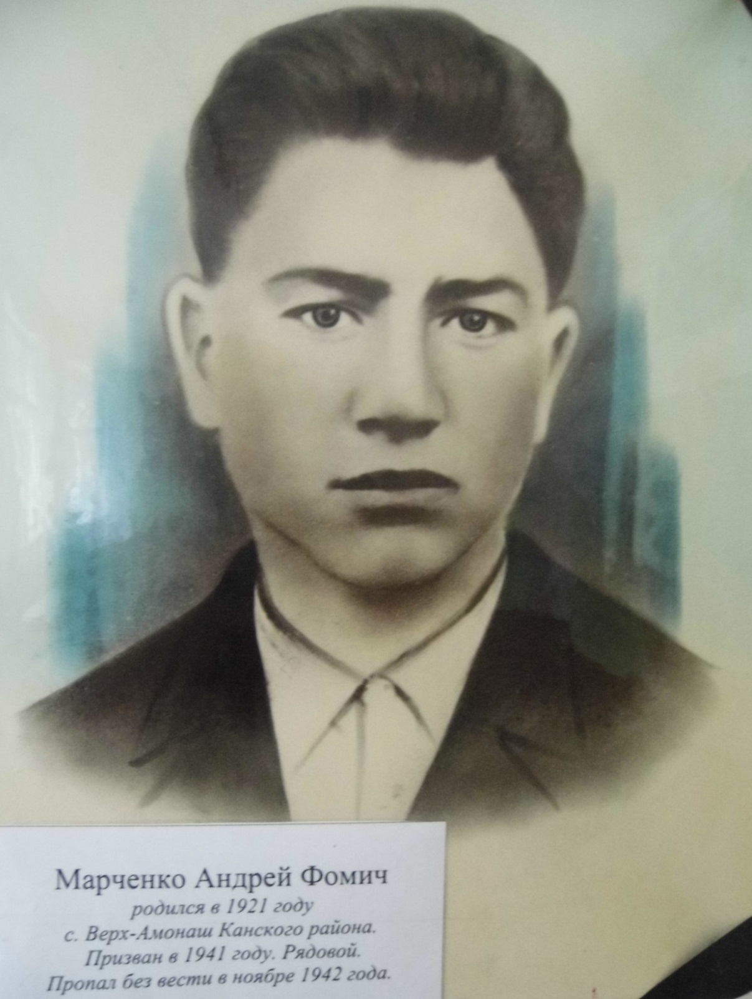 Марченко Андрей Фомич
родился в 1921 году
с. Верх-Амонаш Канского района.
Призван в 1941 году. Рядовой.
Пропал без вести в ноябре 1942 года.